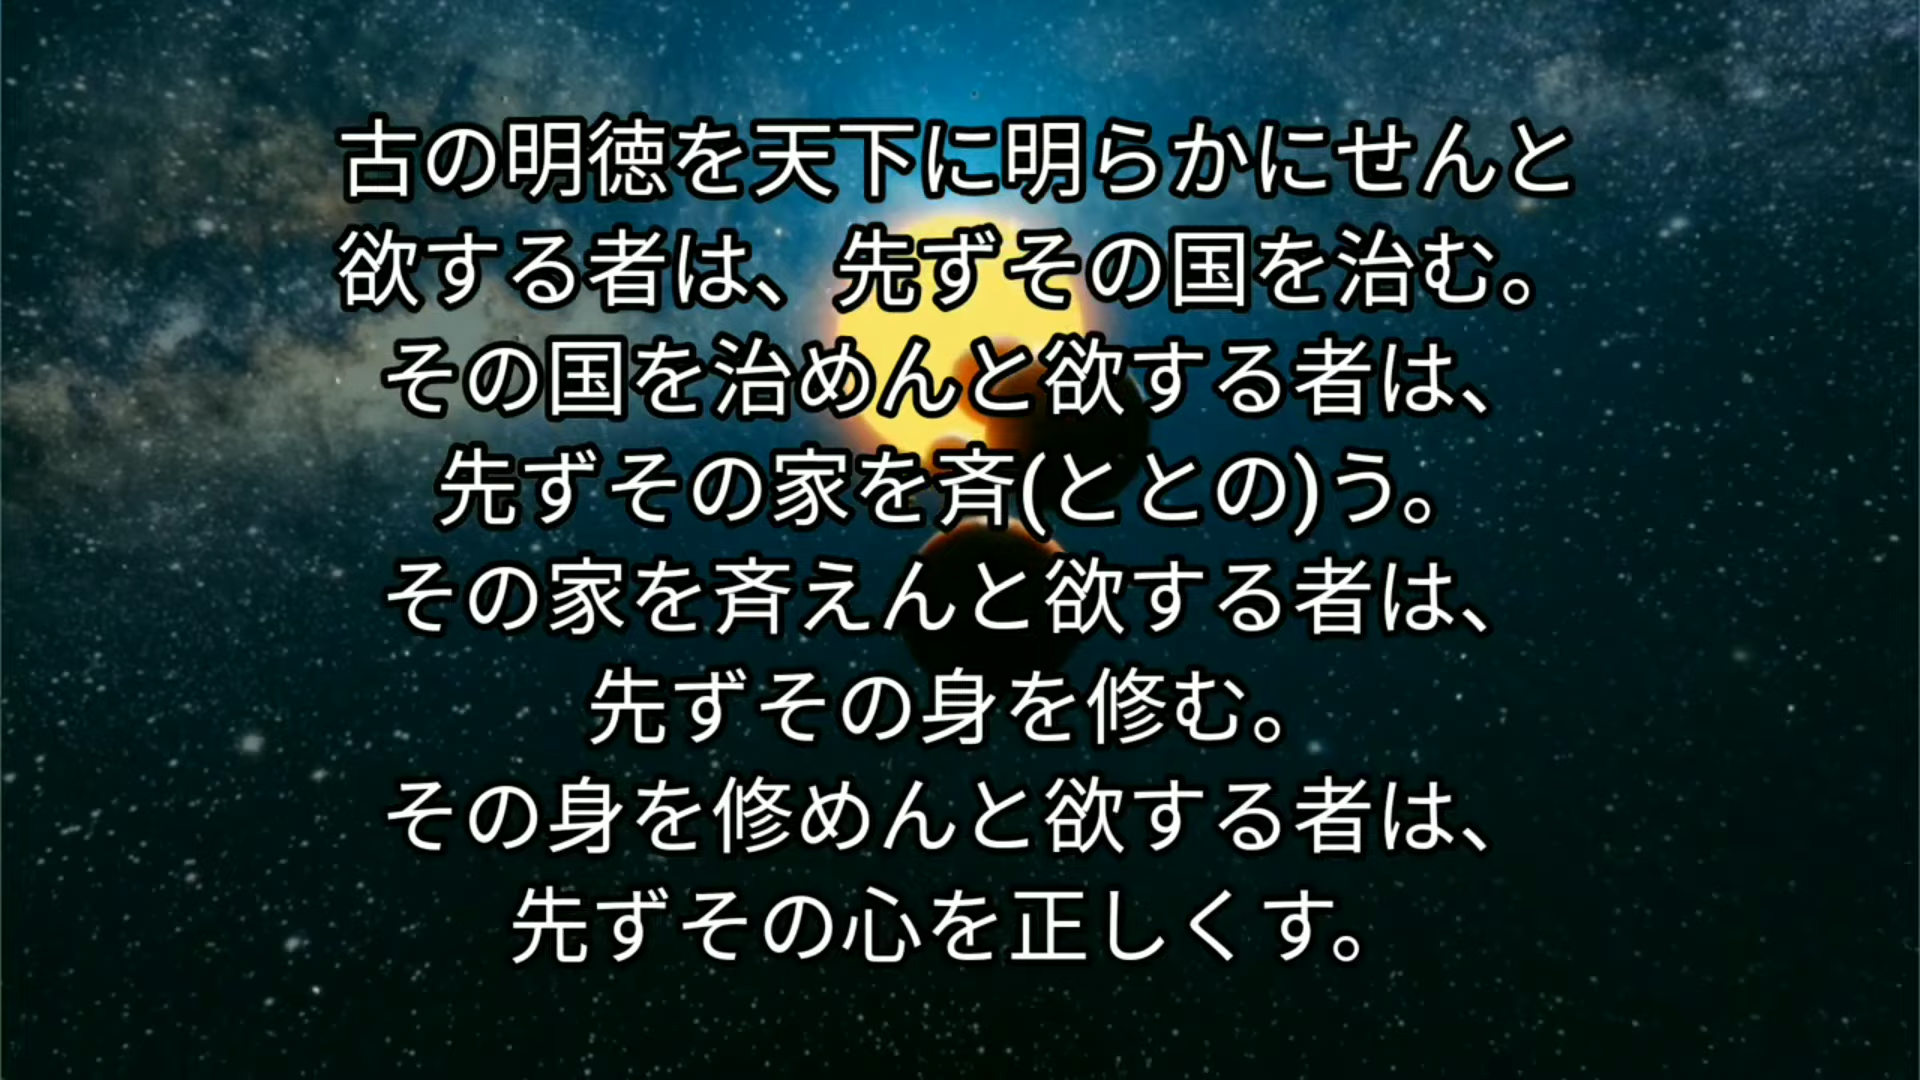 古の明徳を天下に明らかにせんと
欲する者は、先ずその国を治む。
その国を治めんと欲する者は、
先ずその家を斉(ととの)う。
その家を斉えんと欲する者は、
先ずその身を修む。
その身を修めんと欲する者は、
先ずその心を正しくす。